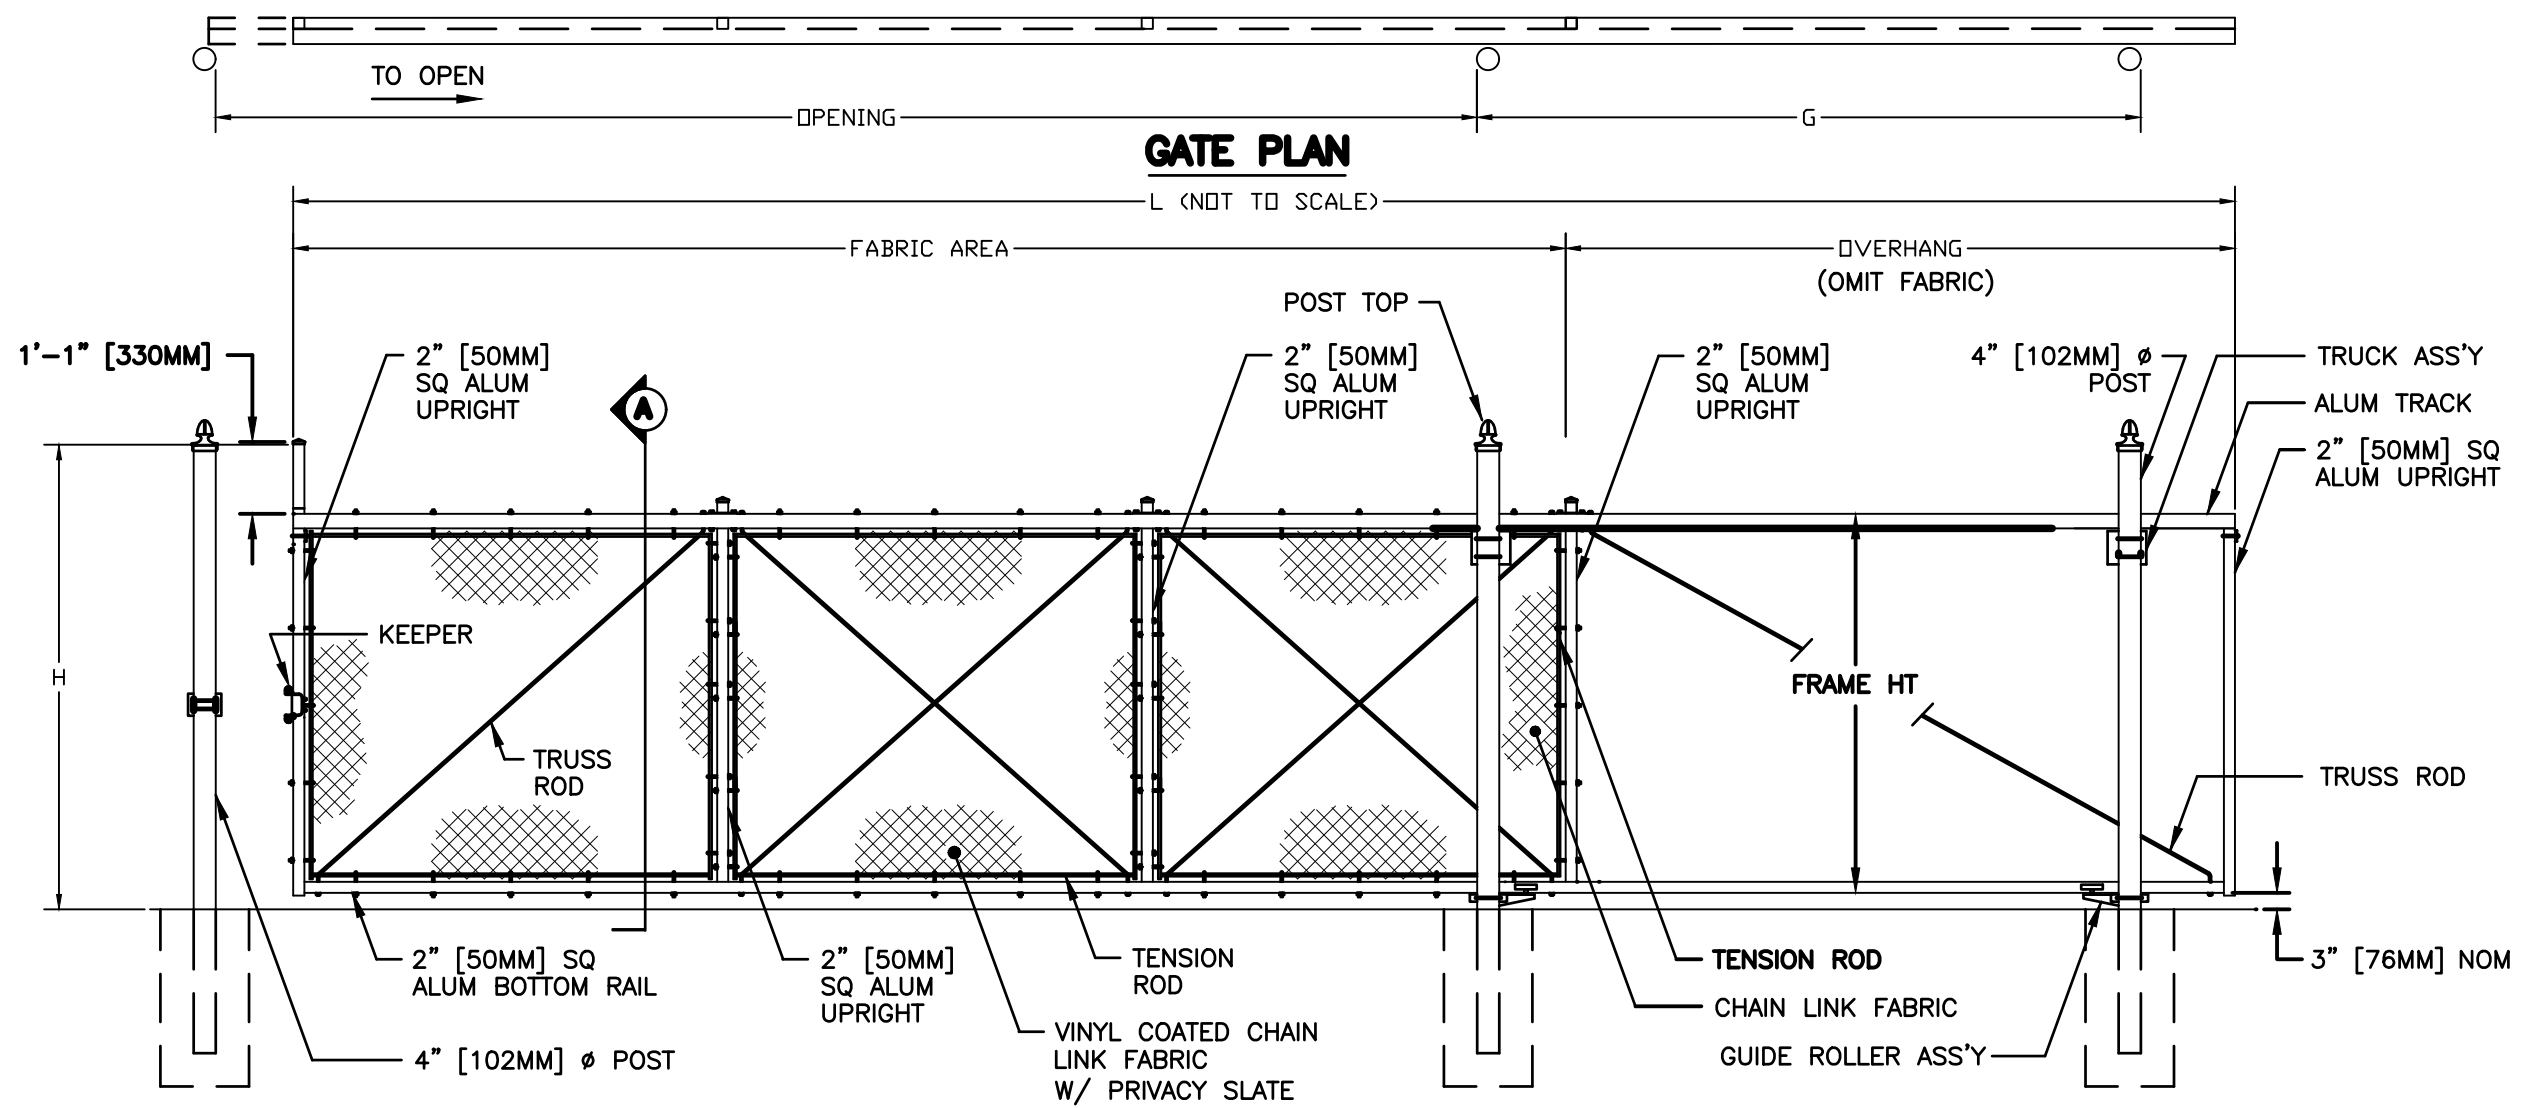 TO OPEN
OPENING
G
GATE PLAN
L (NOT TO SCALE)
FABRIC AREA
OVERHANG
(OMIT FABRIC)
POST TOP
1'-1" [330MM]
2" [50MM]
SQ ALUM
UPRIGHT
A
2" [50MM]
SQ ALUM
UPRIGHT
2" [50MM]
SQ ALUM
UPRIGHT
4" [102MM] ø
POST
TRUCK ASS'Y
ALUM TRACK
2" [50MM] SQ
ALUM UPRIGHT
KEEPER
H
FRAME HT
TRUSS
ROD
TRUSS ROD
2" [50MM] SQ
ALUM BOTTOM RAIL
2" [50MM]
SQ ALUM
UPRIGHT
TENSION
ROD
TENSION ROD
3" [76MM] NOM
CHAIN LINK FABRIC
VINYL COATED CHAIN
LINK FABRIC
W/ PRIVACY SLATE
GUIDE ROLLER ASS'Y
4" [102MM] ø POST